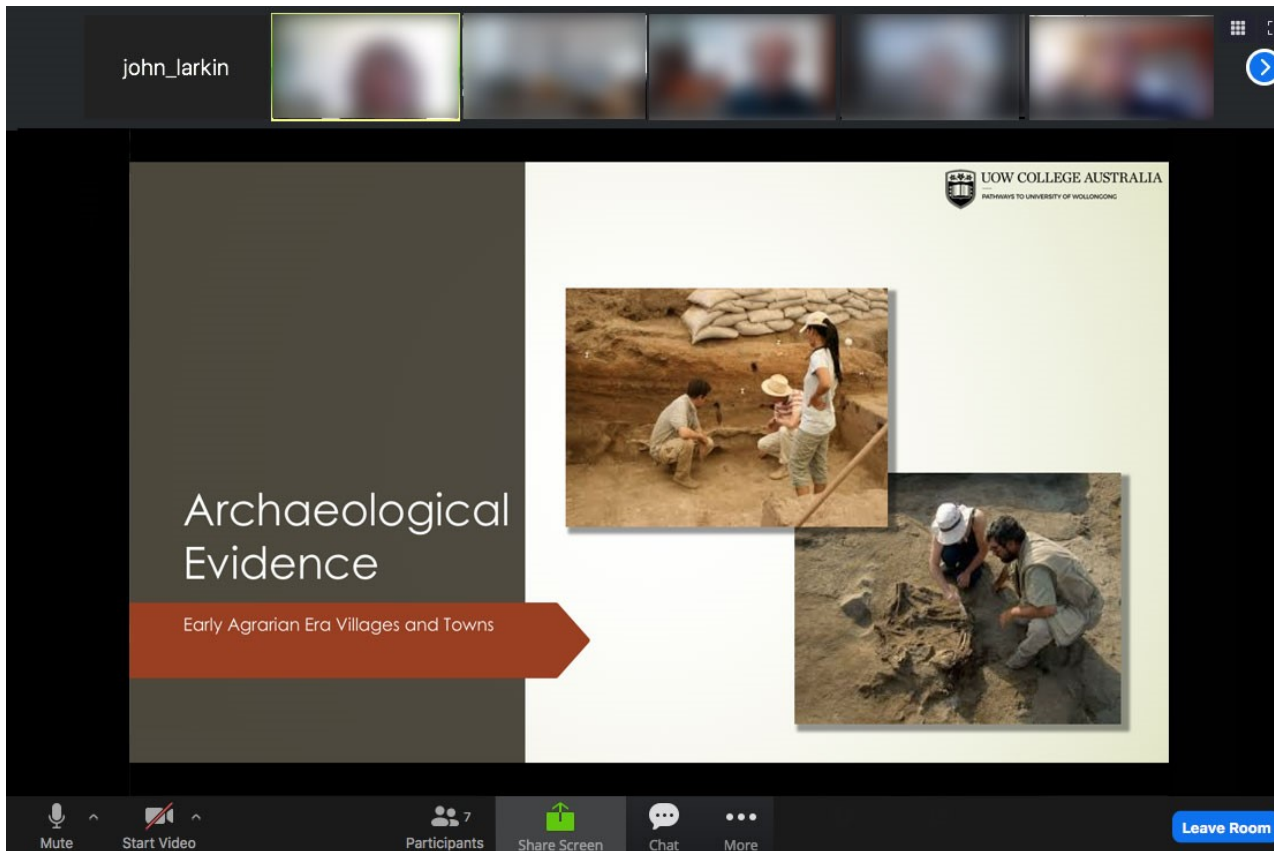 john_larkin
UOW COLLEGE AUSTRALIA
PATHWAYS TO UNIVERSITY OF WOLLONGONG
Archaeological
Evidence
Early Agrarian Era Villages and Towns
7
Mute
Start Video
Participants
Share Screen
Chat
More
Leave Room